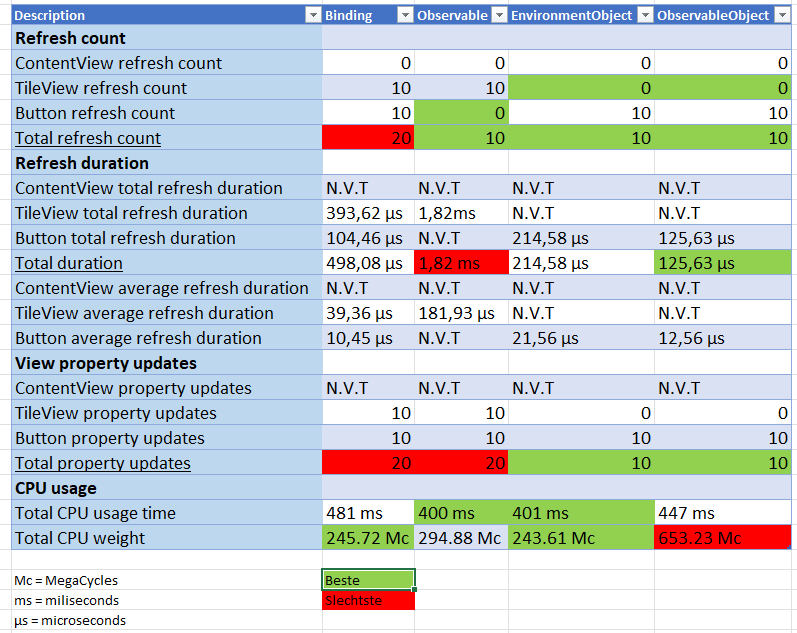 Description Binding Observable EnvironmentObject ObservableObject
Refresh count
ContentView refresh count 0 0 0 0
TileView refresh count 10 10 0 0
Button refresh count 10 0 10 10
Total refresh count 20 10 10 10
Refresh duration
ContentView total refresh duration N.V.T N.V.T N.V.T N.V.T
TileView total refresh duration 393,62 µs 1,82ms N.V.T N.V.T
Button total refresh duration 104,46 µs N.V.T 214,58 µs 125,63 µs
Total duration 498,08 µs 1,82 ms 214,58 µs 125,63 µs
ContentView average refresh duration N.V.T N.V.T N.V.T N.V.T
TileView average refresh duration 39,36 µs 181,93 µs N.V.T N.V.T
Button average refresh duration 10,45 µs N.V.T 21,56 µs 12,56 µs
View property updates
ContentView property updates N.V.T N.V.T N.V.T N.V.T
TileView property updates 10 10 0 0
Button property updates 10 10 10 10
Total property updates 20 20 10 10
CPU usage
Total CPU usage time 481 ms 400 ms 401 ms 447 ms
Total CPU weight 245.72 Mc 294.88 Mc 243.61 Mc 653.23 Mc
Mc = MegaCycles Beste
ms = miliseconds Slechtste
µs = microseconds